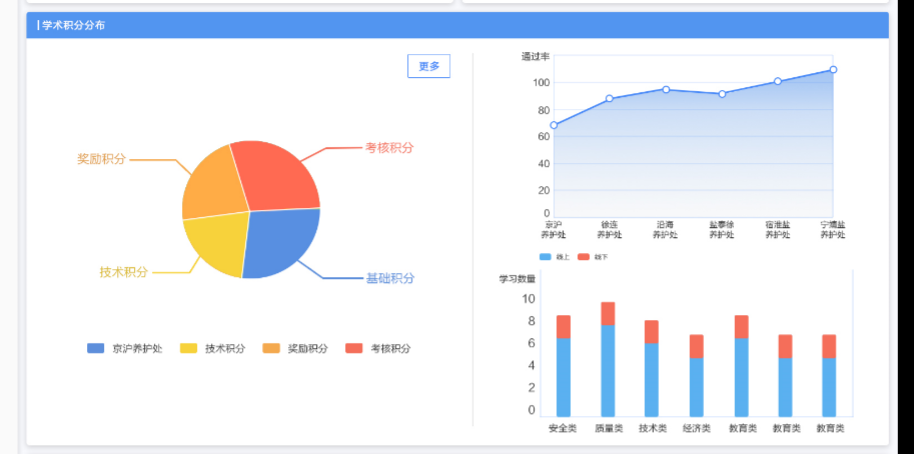 学术积分分布
更多
奖励积分
考核积分
技术积分
基础积分
京沪养护处 技术积分 奖励积分 考核积分
通过率
100
80
60
40
20
0
京沪养护处 徐连养护处 沿海养护处 盐泰徐养护处 宿淮盐养护处 宁靖盐养护处
线上 线下
学习数量
10
8
6
4
2
0
安全类 质量类 技术类 经济类 教育类 教育类 教育类